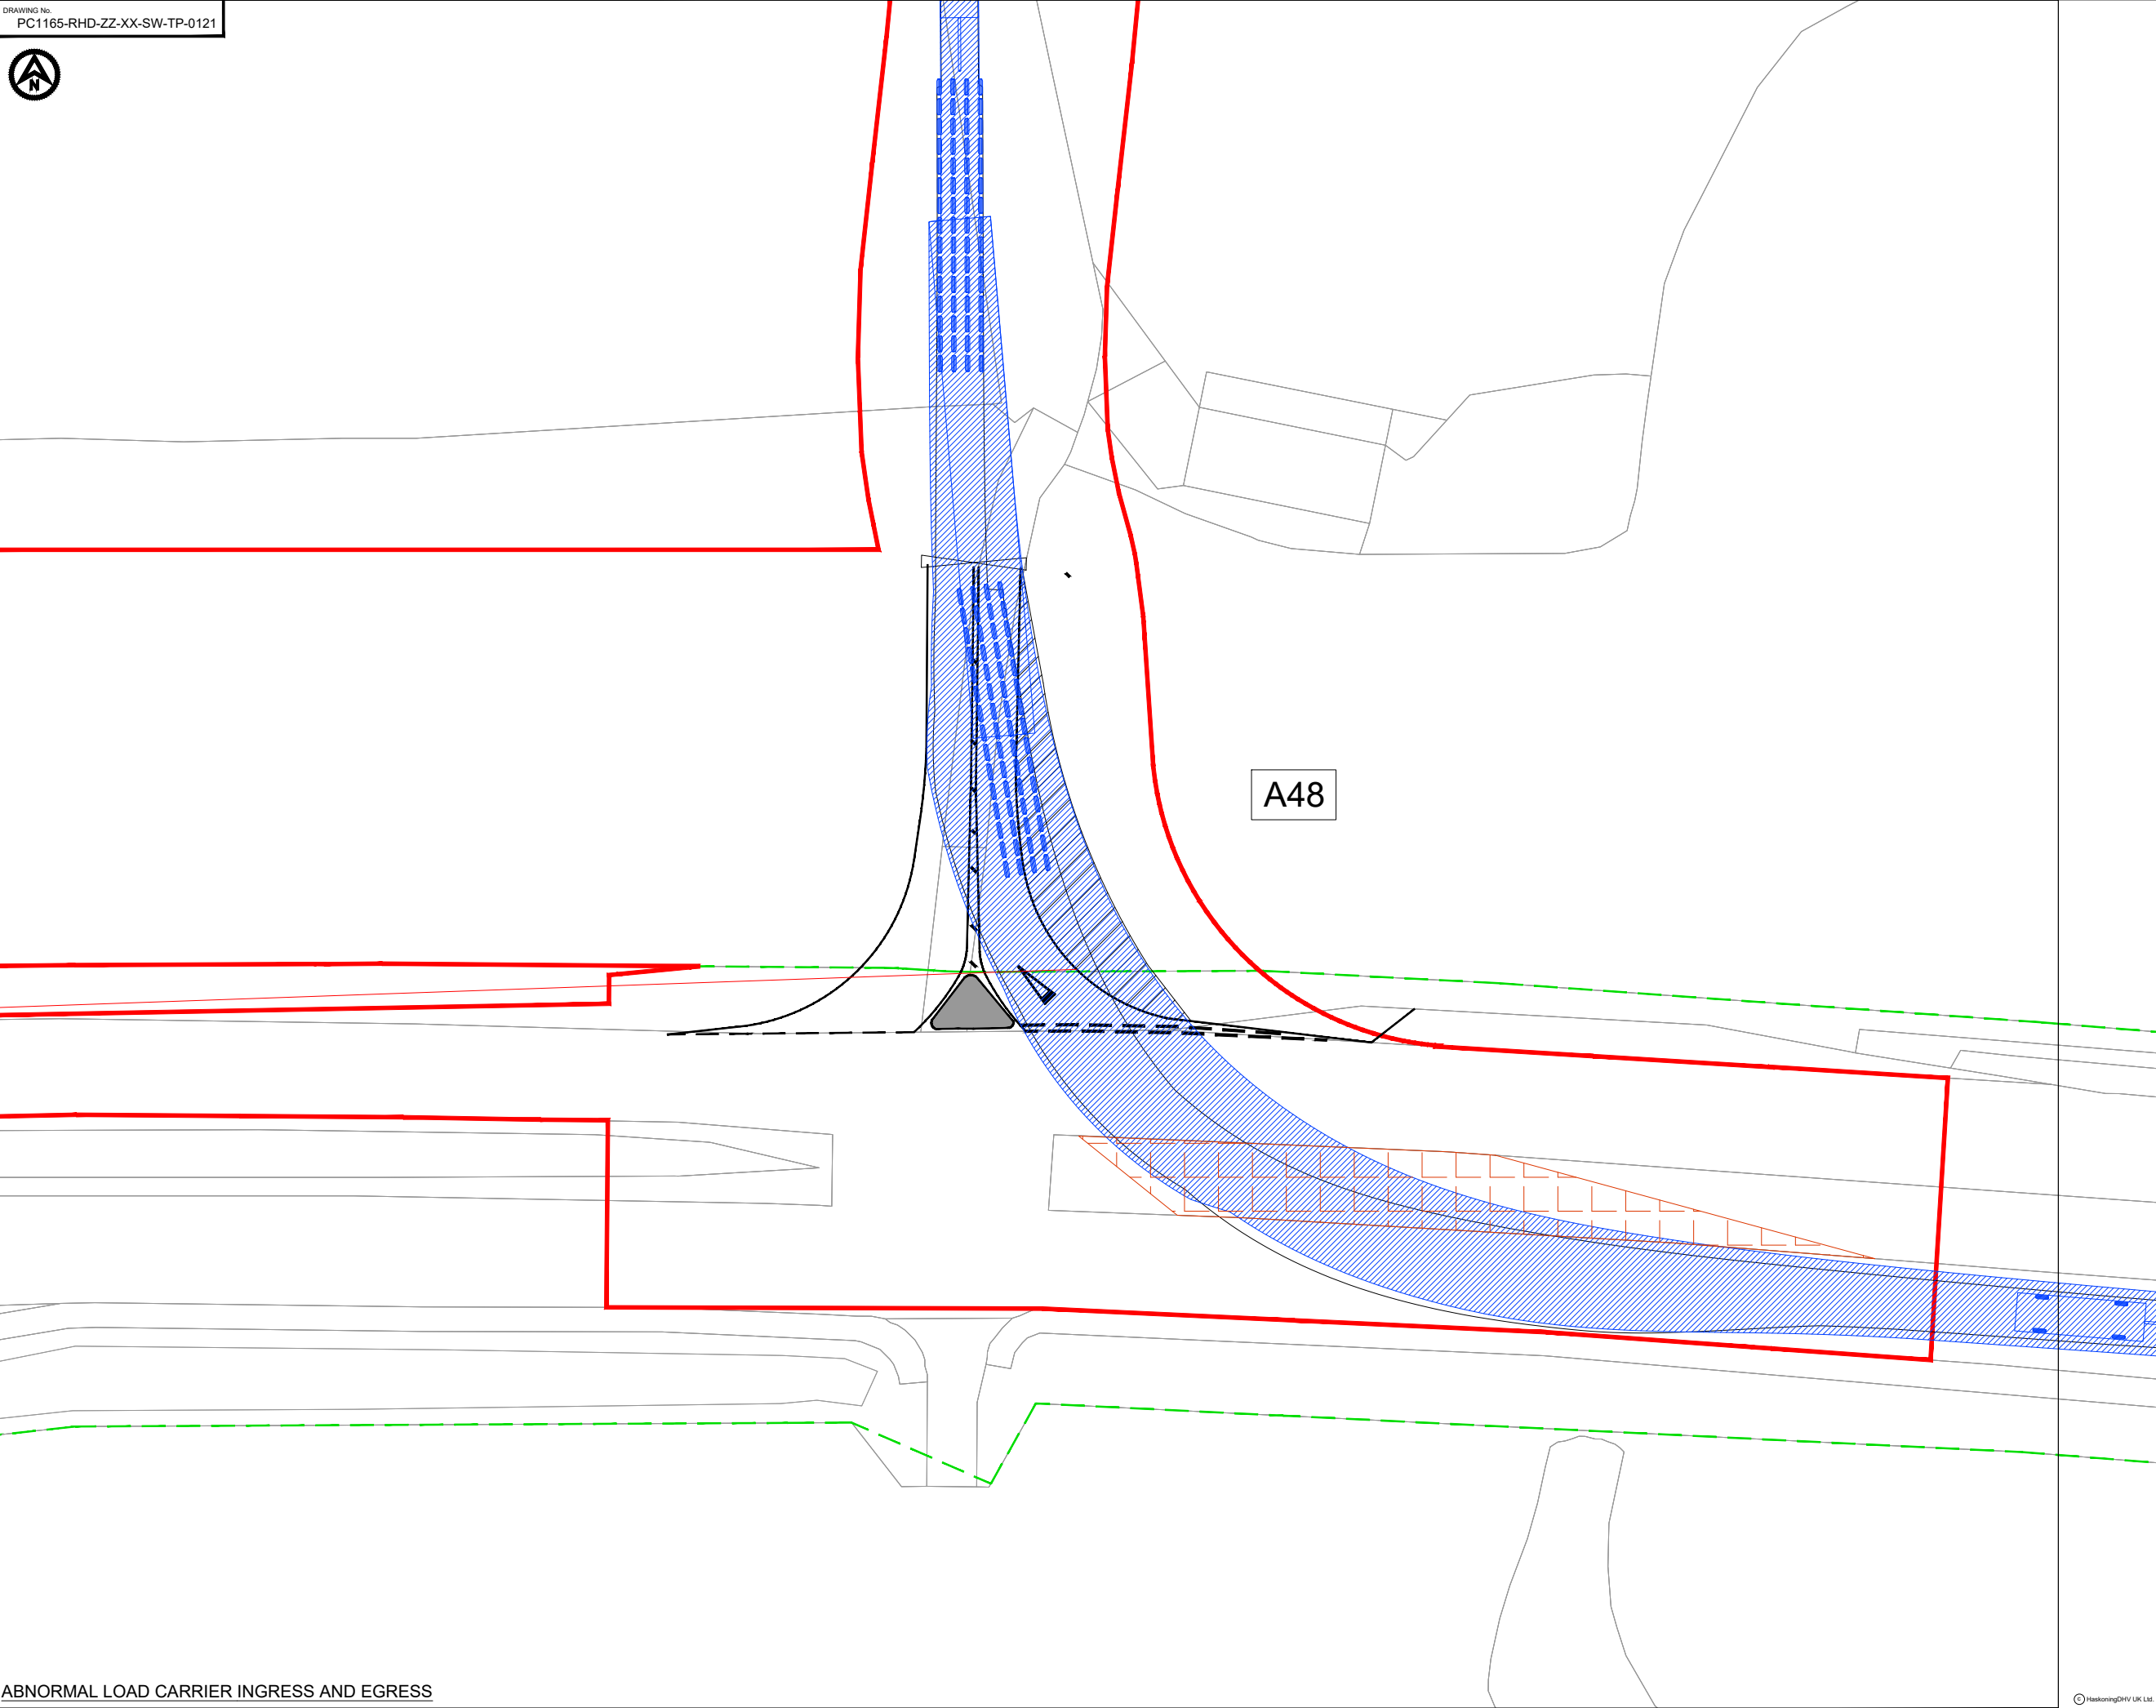 DRAWING No.
PC1165-RHD-ZZ-XX-SW-TP-0121
N
A48
ABNORMAL LOAD CARRIER INGRESS AND EGRESS
© HaskoningDHV UK Ltd.